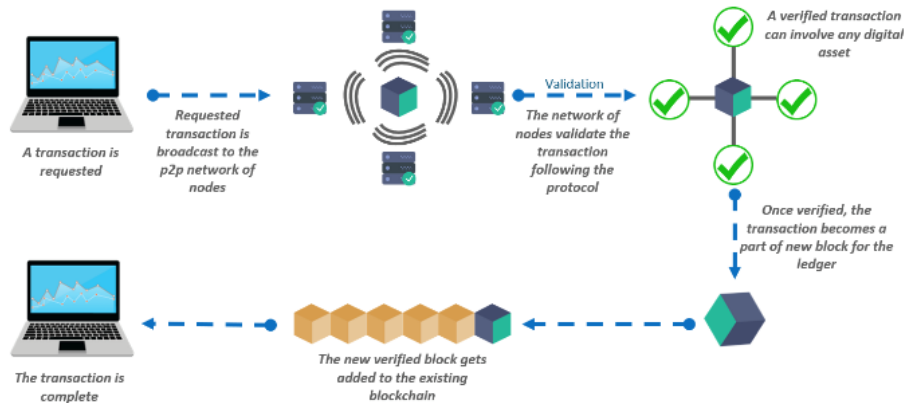 A transaction is
requested
Requested
transaction is
broadcast to the
p2p network of
nodes
Validation
The network of
nodes validate the
transaction
following the
protocol
A verified transaction
can involve any digital
asset
Once verified, the
transaction becomes a
part of new block for the
ledger
The new verified block gets
added to the existing
blockchain
The transaction is
complete